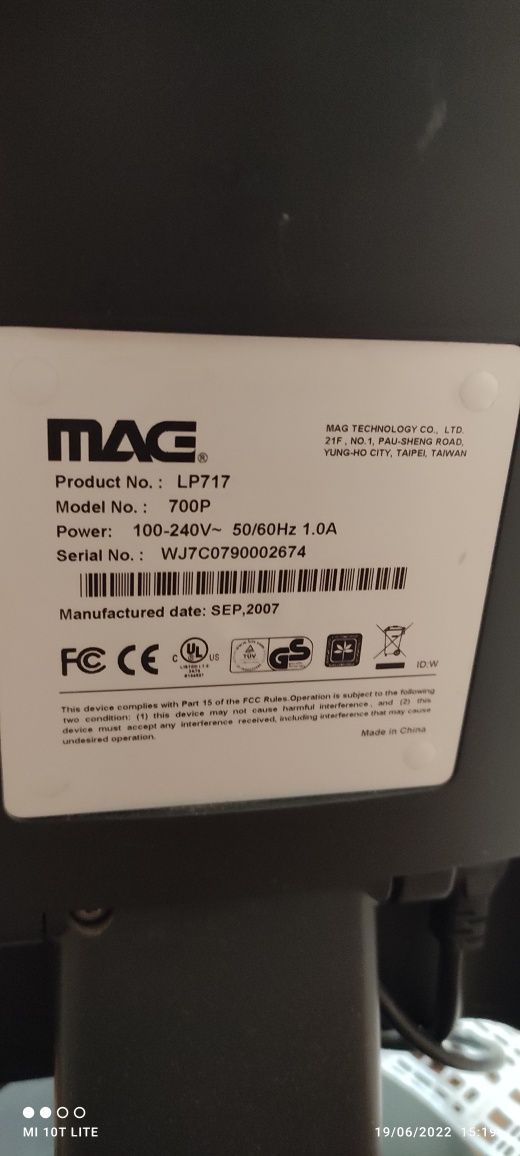 MAG®
MAG TECHNOLOGY CO., LTD.
21F , NO.1, PAU-SHENG ROAD,
YUNG-HO CITY, TAIPEI, TAIWAN
Product No. : LP717
Model No. : 700P
Power: 100-240V~ 50/60Hz 1.0A
Serial No. : WJ7C0790002674
Manufactured date: SEP,2007
FC CE C UL US TÜV GS
ID:W
This device complies with Part 15 of the FCC Rules.Operation is subject to the following
two condition: (1) this device may not cause harmful interference, and (2) this
device must accept any interference received, including interference that may cause
undesired operation.
Made in China
MI 10T LITE
19/06/2022 15:19